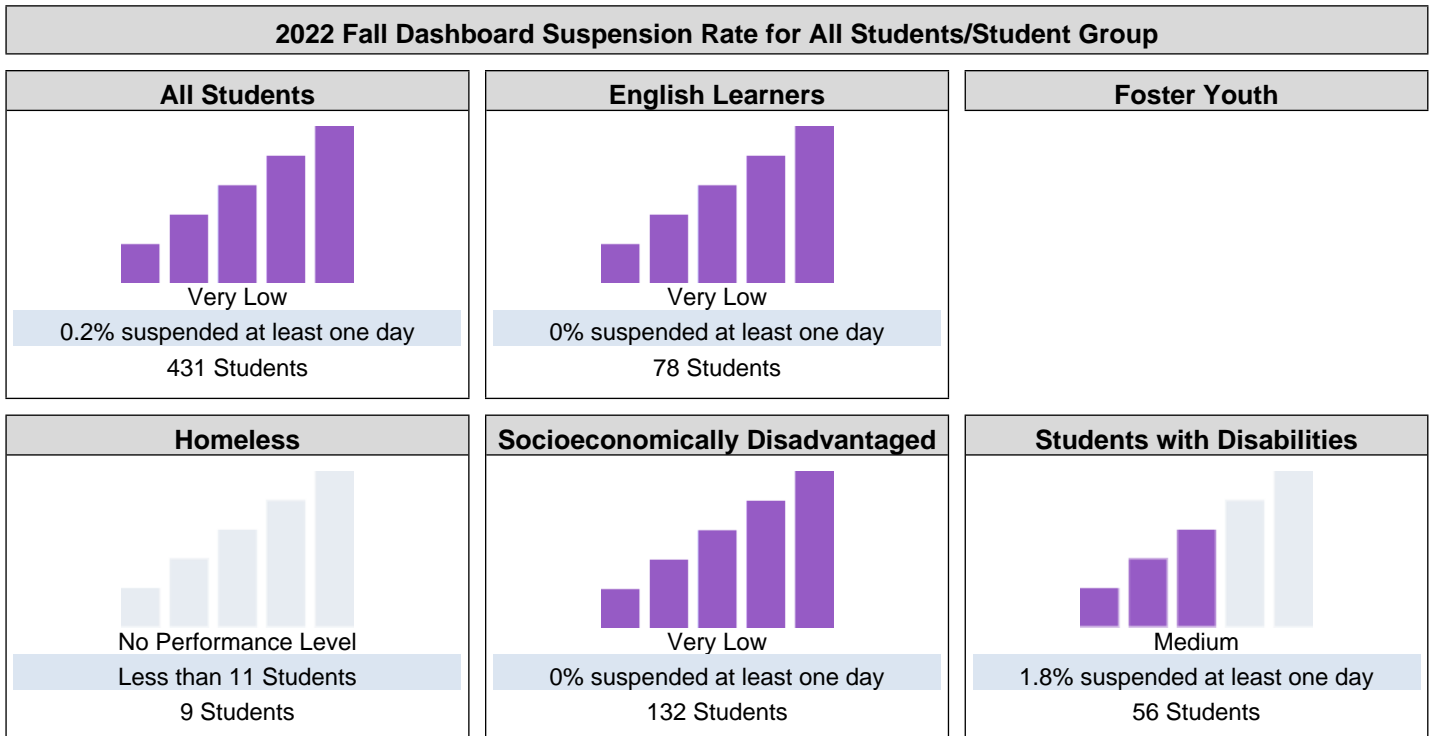 2022 Fall Dashboard Suspension Rate for All Students/Student Group
All Students
Very Low
0.2% suspended at least one day
431 Students
English Learners
Very Low
0% suspended at least one day
78 Students
Foster Youth
Homeless
No Performance Level
Less than 11 Students
9 Students
Socioeconomically Disadvantaged
Very Low
0% suspended at least one day
132 Students
Students with Disabilities
Medium
1.8% suspended at least one day
56 Students